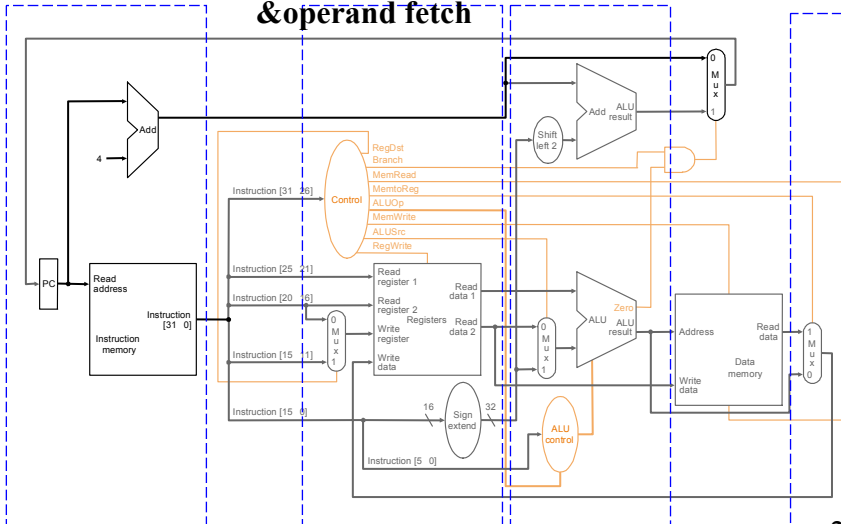 &operand fetch
0
M
u
x
1
Add
ALU
result
Shift
left 2
Add
4
RegDst
Branch
MemRead
MemtoReg
ALUOp
MemWrite
ALUSrc
RegWrite
Control
Instruction [31 26]
Instruction [25 21]
Instruction [20 16]
Instruction [15 11]
Instruction [15 0]
Instruction [5 0]
PC
Read
address
Instruction
[31 0]
Instruction
memory
0
M
u
x
1
Read
register 1
Read
register 2
Write
register
Write
data
Registers
Read
data 1
Read
data 2
0
M
u
x
1
Zero
ALU
ALU
result
Address
Write
data
Read
data
Data
memory
1
M
u
x
0
16
Sign
extend
32
ALU
control